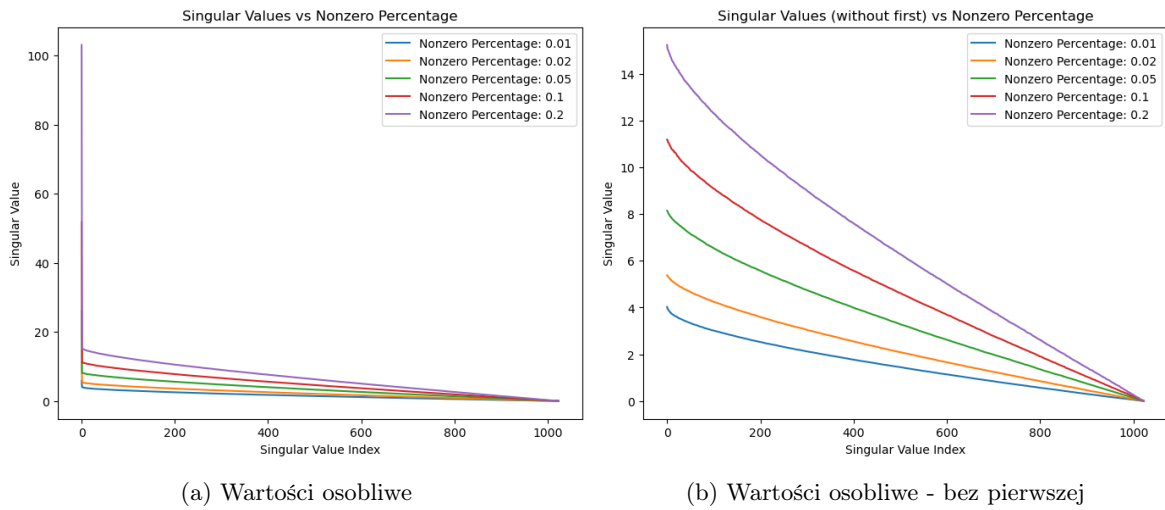 Singular Values vs Nonzero Percentage
Singular Value
100
80
60
40
20
0
Nonzero Percentage: 0.01
Nonzero Percentage: 0.02
Nonzero Percentage: 0.05
Nonzero Percentage: 0.1
Nonzero Percentage: 0.2
0 200 400 600 800 1000
Singular Value Index
(a) Wartości osobliwe
Singular Values (without first) vs Nonzero Percentage
Singular Value
14
12
10
8
6
4
2
0
Nonzero Percentage: 0.01
Nonzero Percentage: 0.02
Nonzero Percentage: 0.05
Nonzero Percentage: 0.1
Nonzero Percentage: 0.2
0 200 400 600 800 1000
Singular Value Index
(b) Wartości osobliwe - bez pierwszej